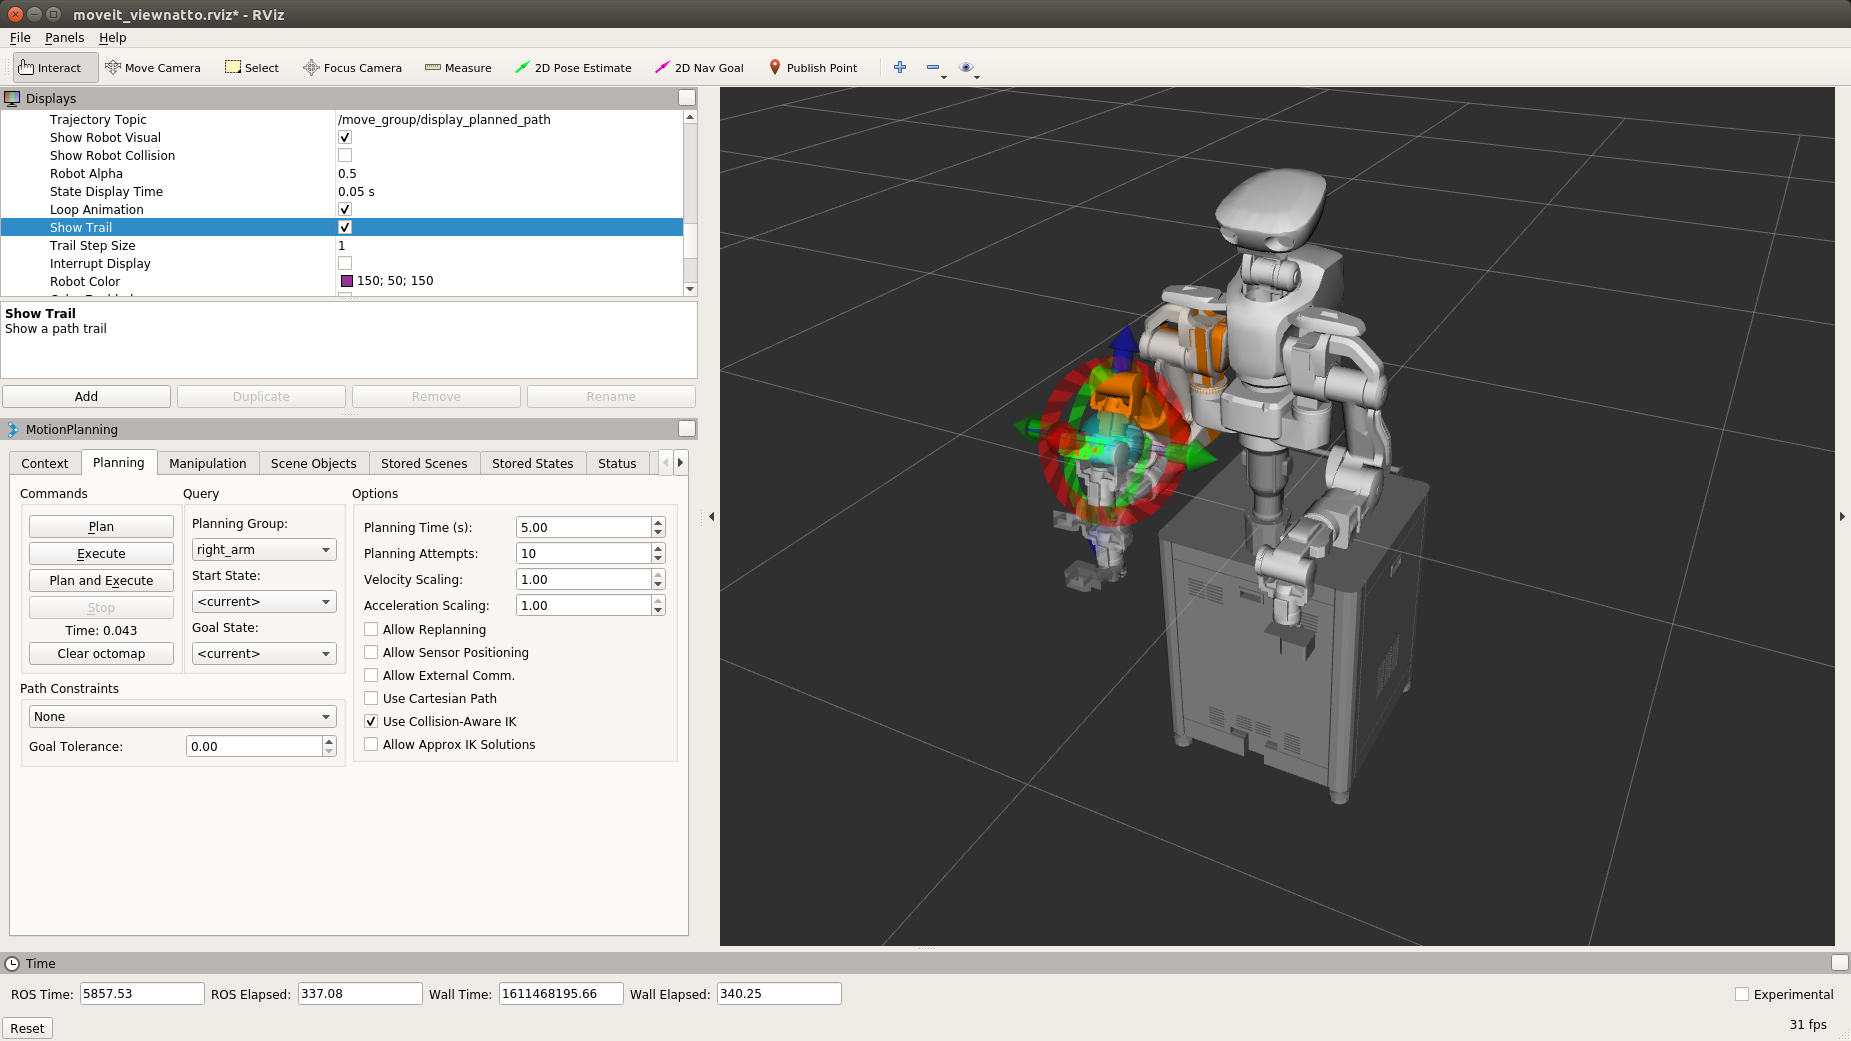 moveit_viewnatto.rviz* - RViz
File Panels Help
Interact Move Camera Select Focus Camera Measure 2D Pose Estimate 2D Nav Goal Publish Point
Displays
Trajectory Topic /move_group/display_planned_path
Show Robot Visual
Show Robot Collision
Robot Alpha 0.5
State Display Time 0.05 s
Loop Animation
Show Trail
Trail Step Size 1
Interrupt Display
Robot Color 150; 50; 150
Show Trail
Show a path trail
Add Duplicate Remove Rename
MotionPlanning
Context Planning Manipulation Scene Objects Stored Scenes Stored States Status
Commands Query Options
Plan
Execute
Plan and Execute
Stop
Time: 0.043
Clear octomap
Planning Group:
right_arm
Start State:
<current>
Goal State:
<current>
Planning Time (s): 5.00
Planning Attempts: 10
Velocity Scaling: 1.00
Acceleration Scaling: 1.00
Allow Replanning
Allow Sensor Positioning
Allow External Comm.
Use Cartesian Path
Use Collision-Aware IK
Allow Approx IK Solutions
Path Constraints
None
Goal Tolerance: 0.00
Time
ROS Time: 5857.53 ROS Elapsed: 337.08 Wall Time: 1611468195.66 Wall Elapsed: 340.25 Experimental
Reset 31 fps